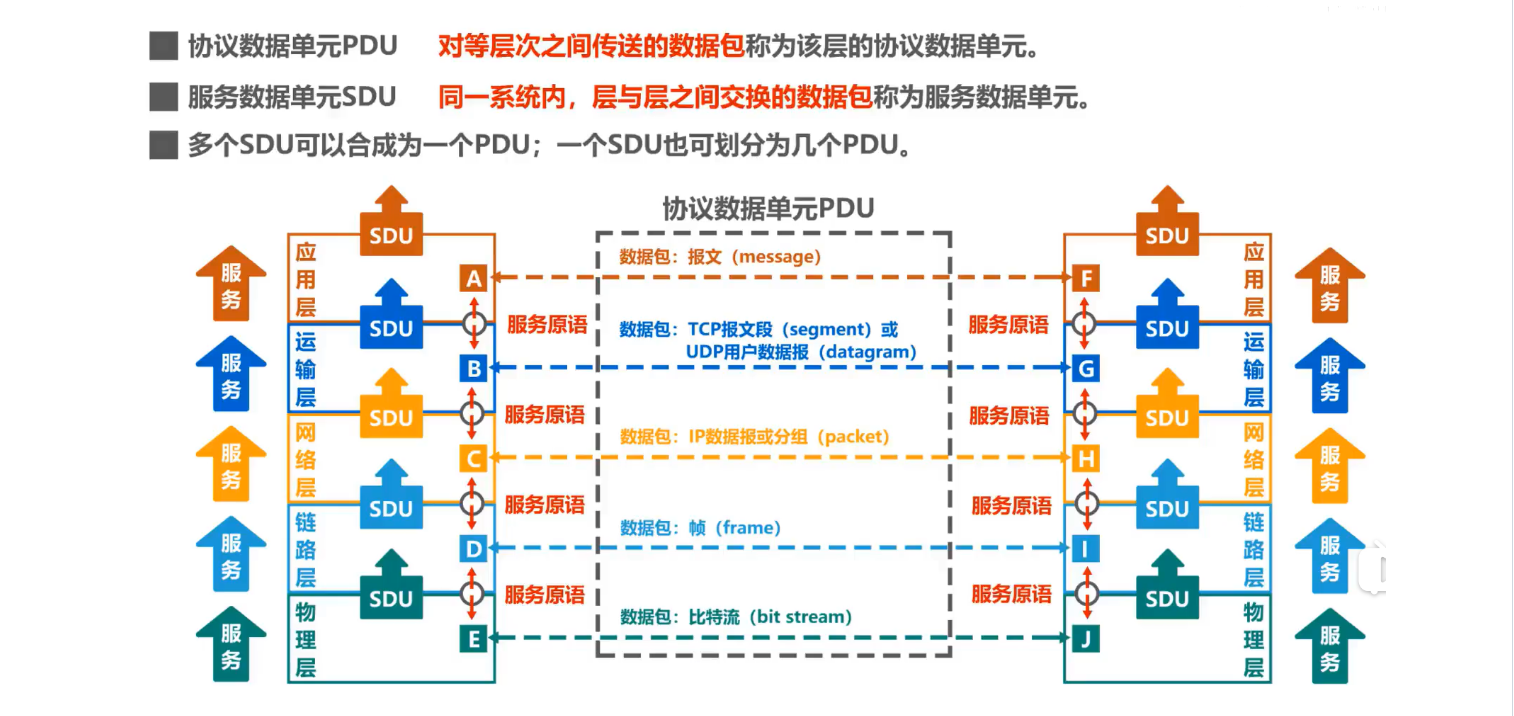 协议数据单元PDU 对等层次之间传送的数据包称为该层的协议数据单元。
服务数据单元SDU 同一系统内，层与层之间交换的数据包称为服务数据单元。
多个SDU可以合成为一个PDU；一个SDU也可划分为几个PDU。
协议数据单元PDU
服务
应用层
SDU
A
数据包：报文（message）
F
SDU
应用层
服务
服务原语
服务原语
服务
运输层
SDU
B
数据包：TCP报文段（segment）或
UDP用户数据报（datagram）
G
SDU
运输层
服务
服务原语
服务原语
服务
网络层
SDU
C
数据包：IP数据报或分组（packet）
H
SDU
网络层
服务
服务原语
服务原语
服务
链路层
SDU
D
数据包：帧（frame）
I
SDU
链路层
服务
服务原语
服务原语
服务
物理层
SDU
E
数据包：比特流（bit stream）
J
SDU
物理层
服务